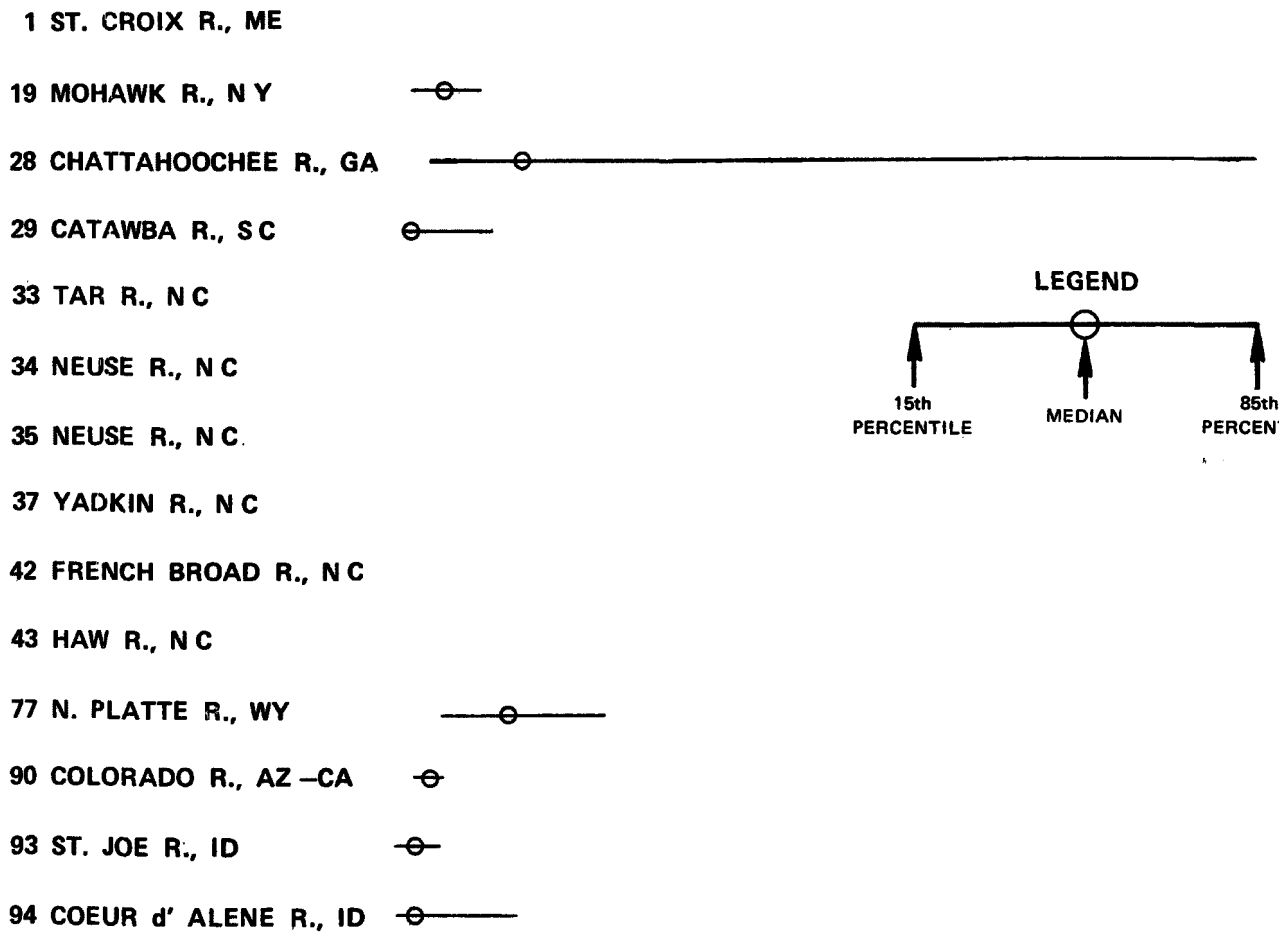 1 ST. CROIX R., ME
19 MOHAWK R., N Y
28 CHATTAHOOCHEE R., GA
29 CATAWBA R., S C
33 TAR R., N C
34 NEUSE R., N C
35 NEUSE R., N C.
37 YADKIN R., N C
42 FRENCH BROAD R., N C
43 HAW R., N C
77 N. PLATTE R., WY
90 COLORADO R., AZ –CA
93 ST. JOE R., ID
94 COEUR d' ALENE R., ID
LEGEND
15th PERCENTILE
MEDIAN
85th PERCEN